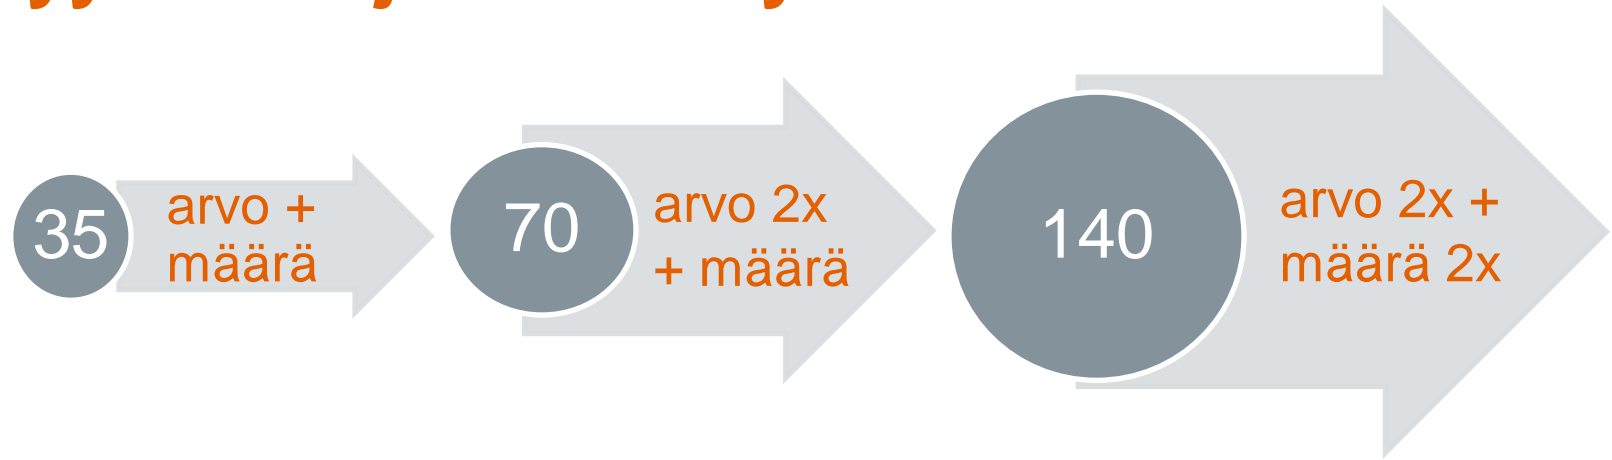 35
arvo +
määrä
70
arvo 2x
+ määrä
140
arvo 2x +
määrä 2x